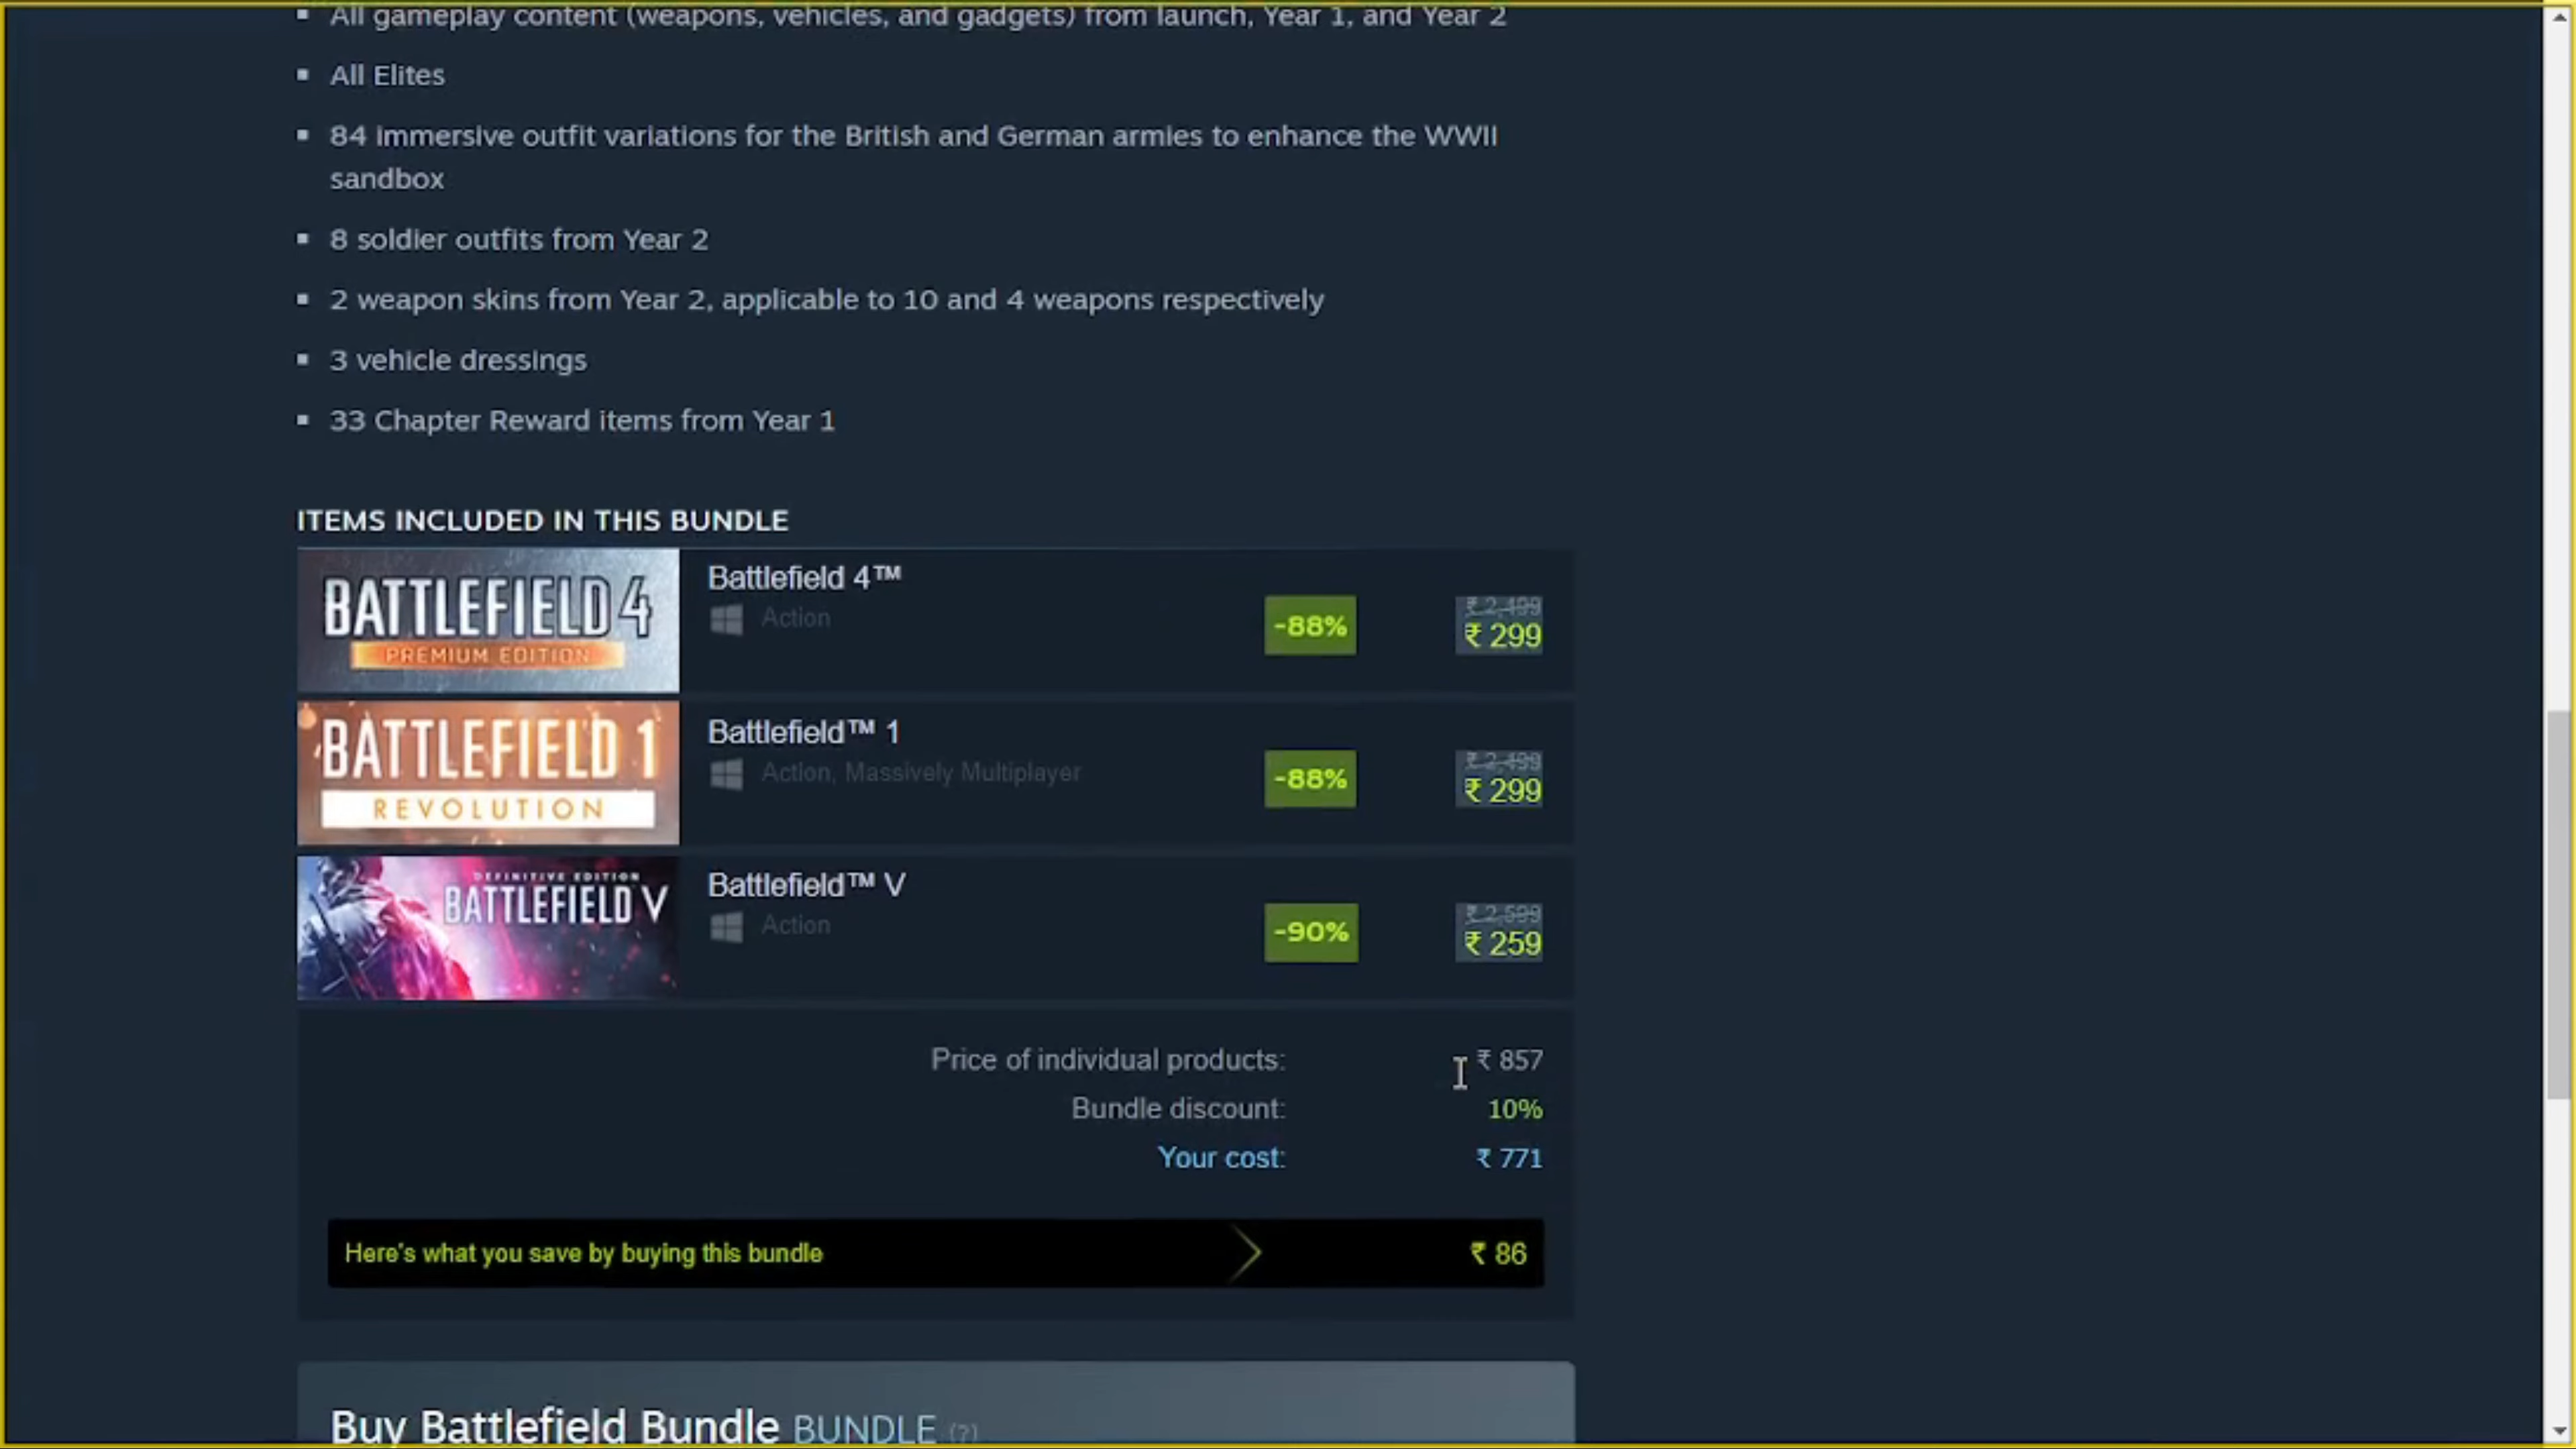 All gameplay content (weapons, vehicles, and gadgets) from launch, Year 1, and Year 2
All Elites
84 immersive outfit variations for the British and German armies to enhance the WWII
sandbox
8 soldier outfits from Year 2
2 weapon skins from Year 2, applicable to 10 and 4 weapons respectively
3 vehicle dressings
33 Chapter Reward items from Year 1
ITEMS INCLUDED IN THIS BUNDLE
BATTLEFIELD 4
PREMIUM EDITION
Battlefield 4™
Action
-88%
₹ 2,499
₹ 299
BATTLEFIELD 1
REVOLUTION
Battlefield™ 1
Action, Massively Multiplayer
-88%
₹ 2,499
₹ 299
DEFINITIVE EDITION
BATTLEFIELD V
Battlefield™ V
Action
-90%
₹ 2,599
₹ 259
Price of individual products: ₹ 857
Bundle discount: 10%
Your cost: ₹ 771
Here's what you save by buying this bundle ₹ 86
Buy Battlefield Bundle BUNDLE (?)